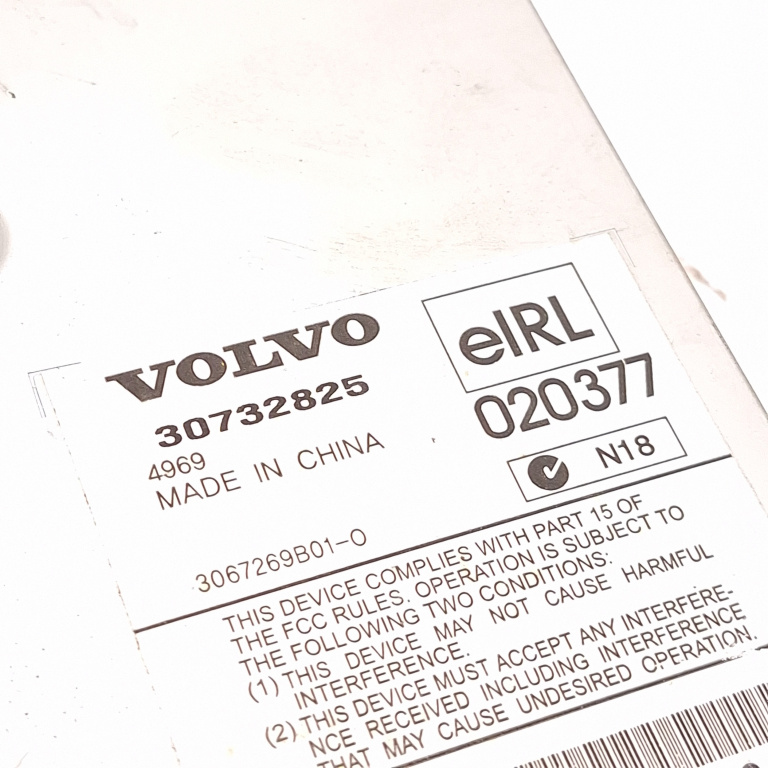 VOLVO
30732825
4969
MADE IN CHINA
3067269B01-0
eIRL
020377
N18
THIS DEVICE COMPLIES WITH PART 15 OF
THE FCC RULES. OPERATION IS SUBJECT TO
THE FOLLOWING TWO CONDITIONS:
(1) THIS DEVICE MAY NOT CAUSE HARMFUL
INTERFERENCE.
(2) THIS DEVICE MUST ACCEPT ANY INTERFERE-
NCE RECEIVED INCLUDING INTERFERENCE
THAT MAY CAUSE UNDESIRED OPERATION.